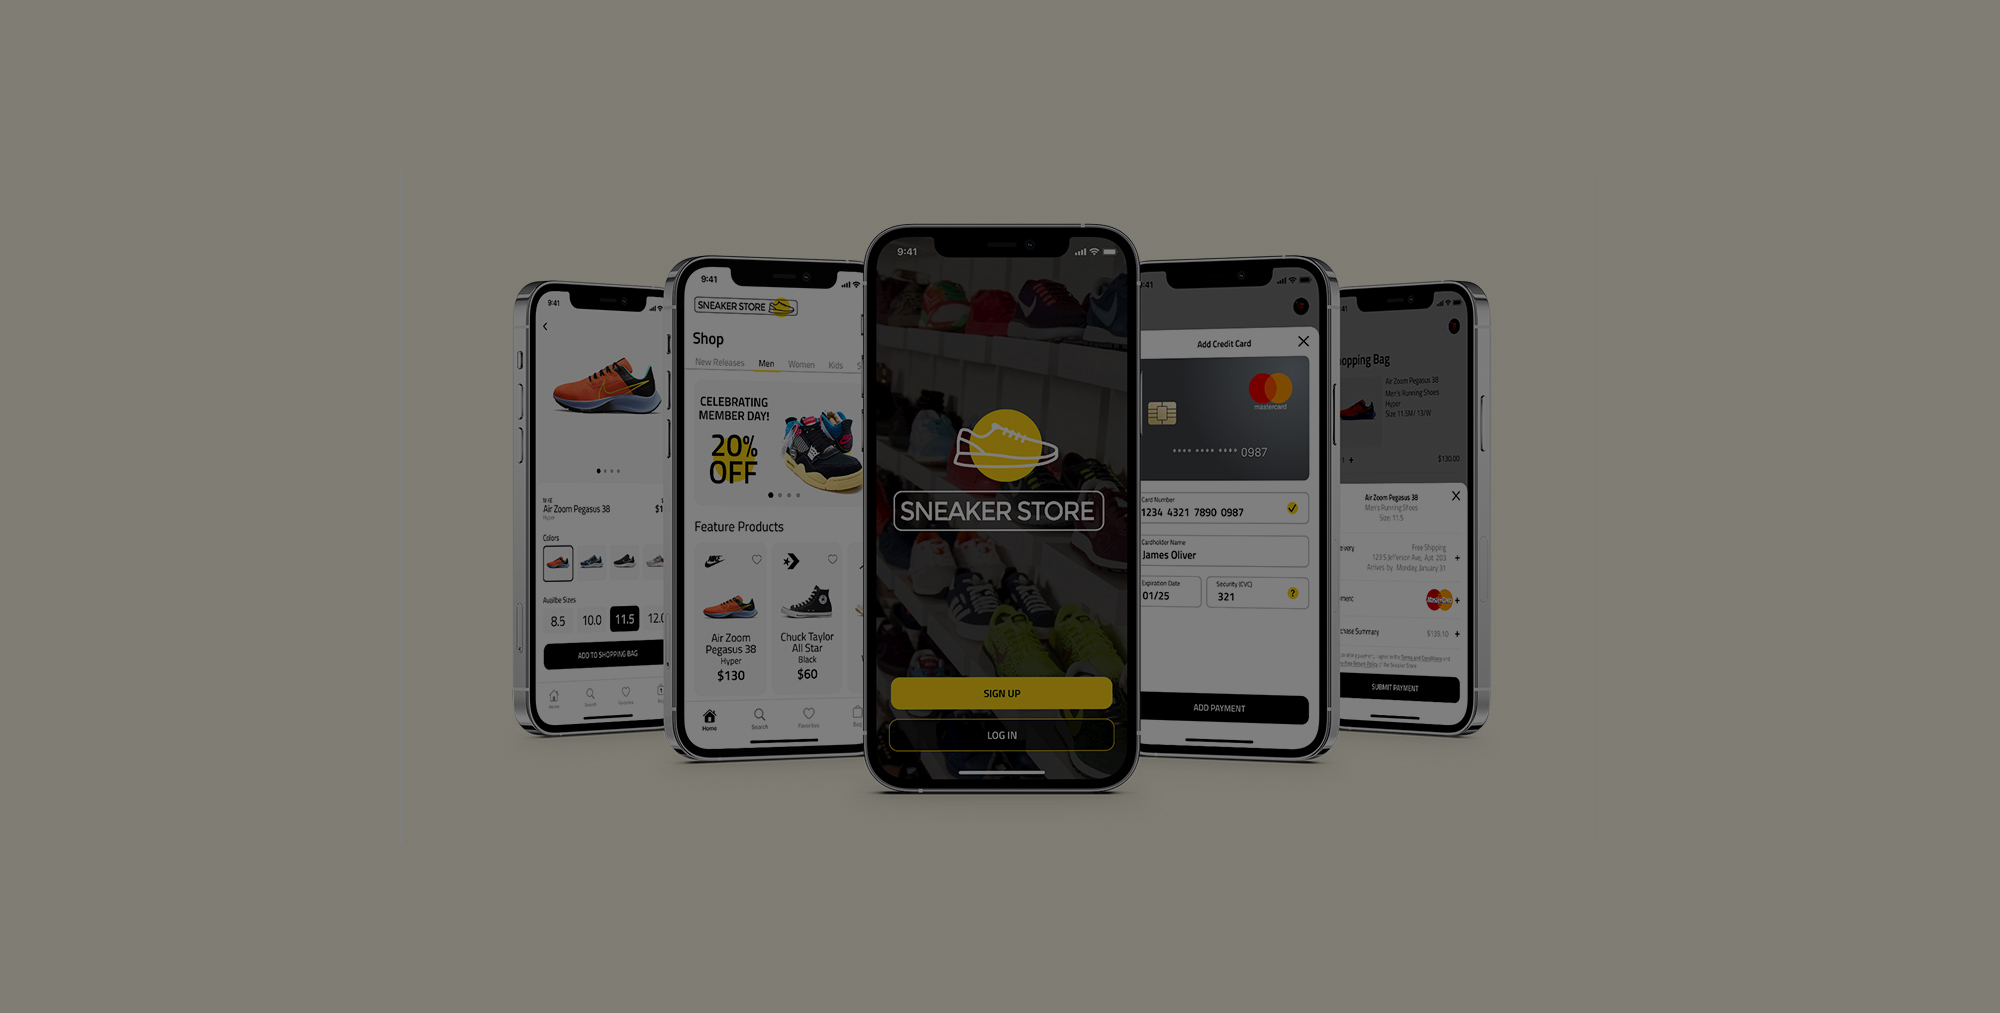 9:41
NIKE
Air Zoom Pegasus 38
$1
Hyper
Colors
Availbe Sizes
8.5 10.0 11.5 12.0
ADD TO SHOPPING BAG
Home Search Favorites
9:41
SNEAKER STORE
Shop
New Releases Men Women Kids S
CELEBRATING
MEMBER DAY!
20%
OFF
Feature Products
NIKE
Air Zoom
Pegasus 38
Hyper
$130
Chuck Taylor
All Star
Black
$60
Home Search Favorites Bag
9:41
SNEAKER STORE
SIGN UP
LOG IN
:41
Add Credit Card
mastercard
•••• •••• •••• 0987
Card Number
1234 4321 7890 0987
Cardholder Name
James Oliver
Expiration Date
01/25
Security (CVC)
321
?
ADD PAYMENT
:41
opping Bag
Air Zoom Pegasus 38
Men's Running Shoes
Hyper
Size: 11.5M/ 13/W
1 +
$130.00
Air Zoom Pegasus 38
Men's Running Shoes
Size: 11.5
Free Shipping
123 S Jefferson Ave, Apt 203
Arrives by Monday, January 31
ment
MasterCard
chase Summary
$139.10
SUBMIT PAYMENT